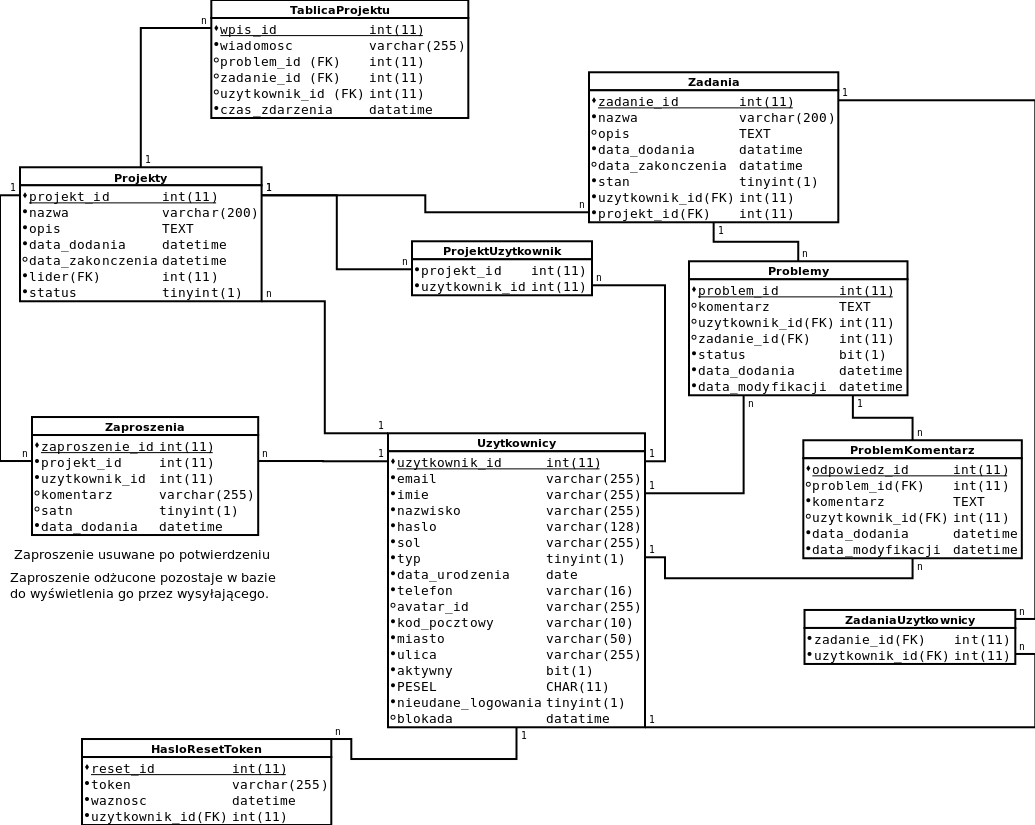 TablicaProjektu
wpis_id int(11)
wiadomosc varchar(255)
problem_id (FK) int(11)
zadanie_id (FK) int(11)
uzytkownik_id (FK) int(11)
czas_zdarzenia datatime
n
1
Zadania
zadanie_id int(11)
nazwa varchar(200)
opis TEXT
data_dodania datatime
data_zakonczenia datatime
stan tinyint(1)
uzytkownik_id(FK) int(11)
projekt_id(FK) int(11)
1
n
1
Projekty
projekt_id int(11)
nazwa varchar(200)
opis TEXT
data_dodania datetime
data_zakonczenia datetime
lider(FK) int(11)
status tinyint(1)
1
1
n
ProjektUzytkownik
projekt_id int(11)
uzytkownik_id int(11)
n
n
Problemy
problem_id int(11)
komentarz TEXT
uzytkownik_id(FK) int(11)
zadanie_id(FK) int(11)
status bit(1)
data_dodania datetime
data_modyfikacji datetime
n
n
1
Zaproszenia
zaproszenie_id int(11)
projekt_id int(11)
uzytkownik_id int(11)
komentarz varchar(255)
satn tinyint(1)
data_dodania datetime
n
n
Zaproszenie usuwane po potwierdzeniu
Zaproszenie odżucone pozostaje w bazie
do wyświetlenia go przez wysyłającego.
Uzytkownicy
uzytkownik_id int(11)
email varchar(255)
imie varchar(255)
nazwisko varchar(255)
haslo varchar(128)
sol varchar(255)
typ tinyint(1)
data_urodzenia date
telefon varchar(16)
avatar_id varchar(255)
kod_pocztowy varchar(10)
miasto varchar(50)
ulica varchar(255)
aktywny bit(1)
PESEL CHAR(11)
nieudane_logowania tinyint(1)
blokada datatime
1
1
1
1
1
1
1
ProblemKomentarz
odpowiedz_id int(11)
problem_id(FK) int(11)
komentarz TEXT
uzytkownik_id(FK) int(11)
data_dodania datetime
data_modyfikacji datetime
n
n
ZadaniaUzytkownicy
zadanie_id(FK) int(11)
uzytkownik_id(FK) int(11)
n
n
HasloResetToken
reset_id int(11)
token varchar(255)
waznosc datetime
uzytkownik_id(FK) int(11)
n